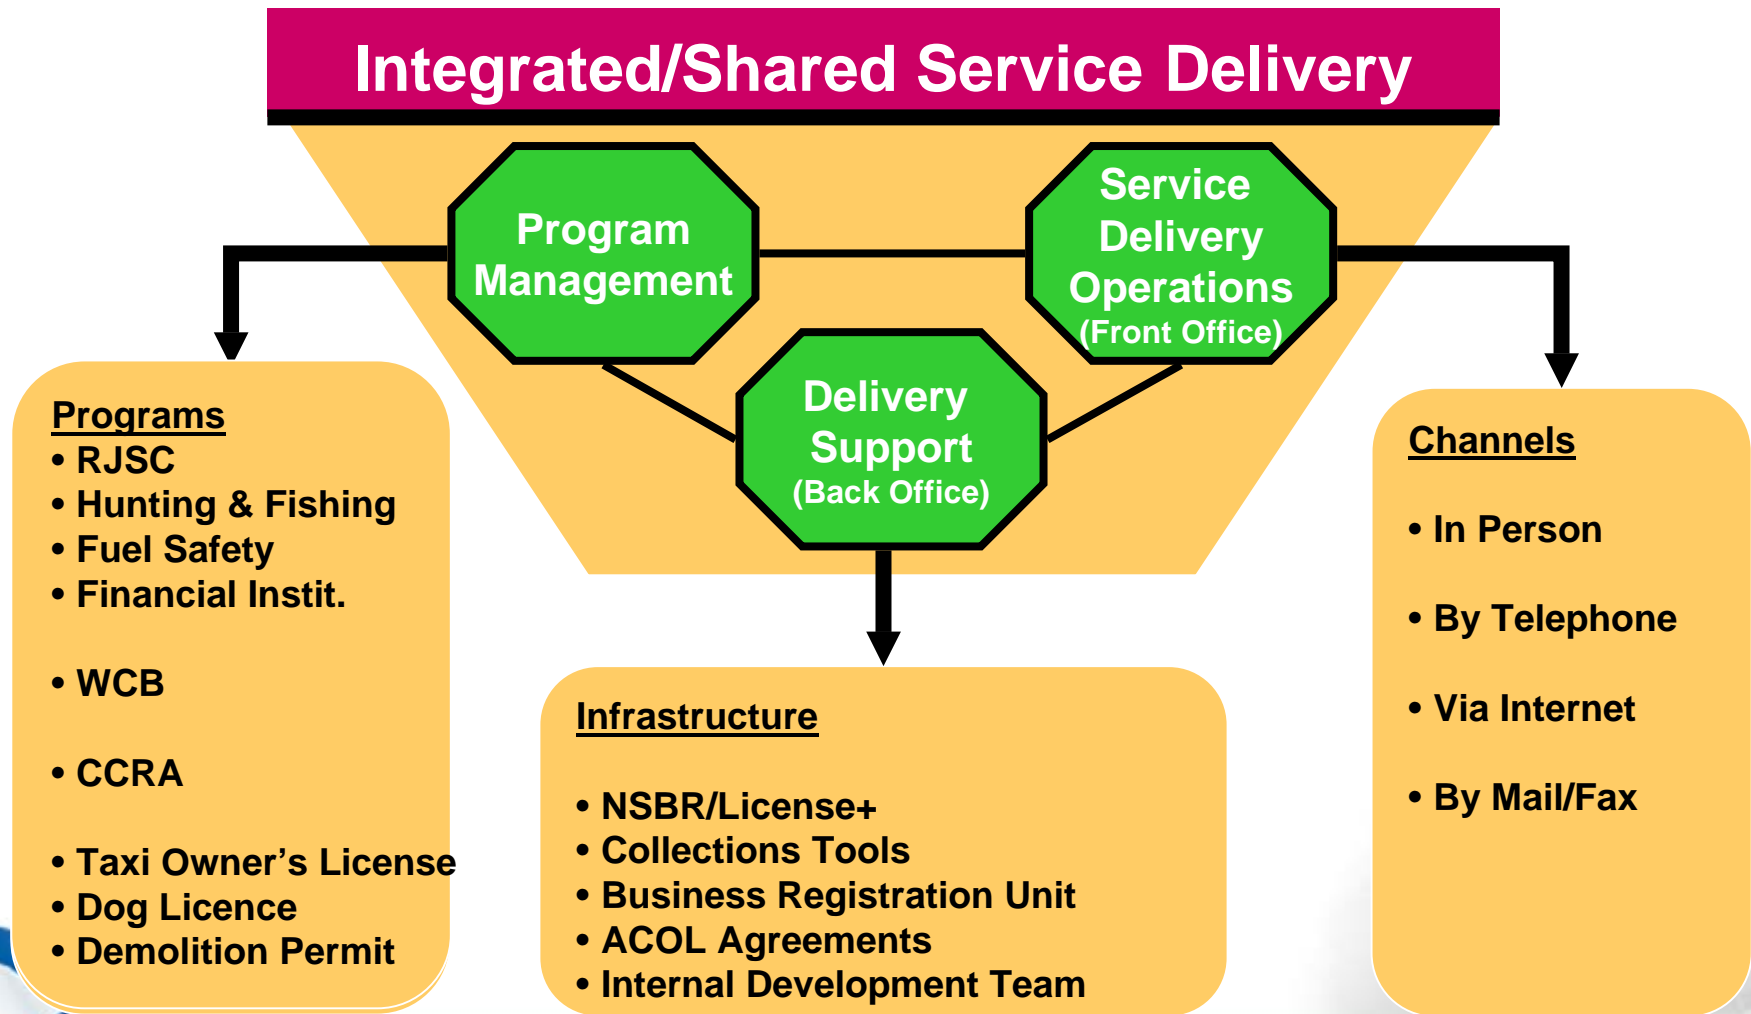 Integrated/Shared Service Delivery
Program
Management
Service
Delivery
Operations
(Front Office)
Delivery
Support
(Back Office)
Programs
• RJSC
• Hunting & Fishing
• Fuel Safety
• Financial Instit.
• WCB
• CCRA
• Taxi Owner’s License
• Dog Licence
• Demolition Permit
Infrastructure
• NSBR/License+
• Collections Tools
• Business Registration Unit
• ACOL Agreements
• Internal Development Team
Channels
• In Person
• By Telephone
• Via Internet
• By Mail/Fax